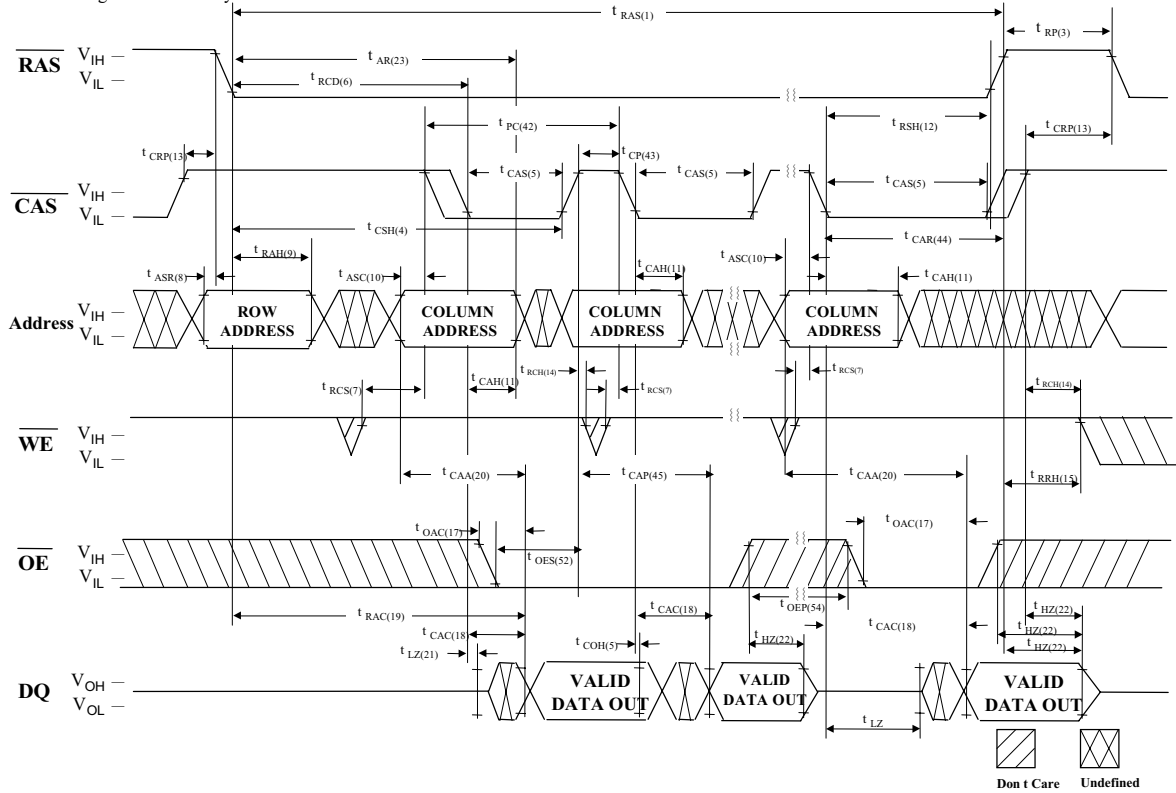 t RAS(1)
t RP(3)
RAS
V IH
V IL
t AR(23)
t RCD(6)
t PC(42)
t RSH(12)
t CRP(13)
t CRP(13)
t CP(43)
t CAS(5)
t CAS(5)
t CAS(5)
CAS
V IH
V IL
t CSH(4)
t CAR(44)
t RAH(9)
t ASR(8)
t ASC(10)
t CAH(11)
t ASC(10)
t CAH(11)
Address
V IH
V IL
ROW
ADDRESS
COLUMN
ADDRESS
COLUMN
ADDRESS
COLUMN
ADDRESS
t RCS(7)
t CAH(11)
t RCH(14)
t RCS(7)
t RCS(7)
t RCH(14)
WE
V IH
V IL
t CAA(20)
t CAP(45)
t CAA(20)
t RRH(15)
t OAC(17)
t OES(52)
t OAC(17)
OE
V IH
V IL
t OEP(54)
t RAC(19)
t CAC(18)
t CAC(18
t CAC(18)
t HZ(22)
t HZ(22)
t HZ(22)
t LZ(21)
t COH(5)
t HZ(22)
DQ
V OH
V OL
VALID
DATA OUT
VALID
DATA OUT
VALID
DATA OUT
t LZ
Don t Care
Undefined